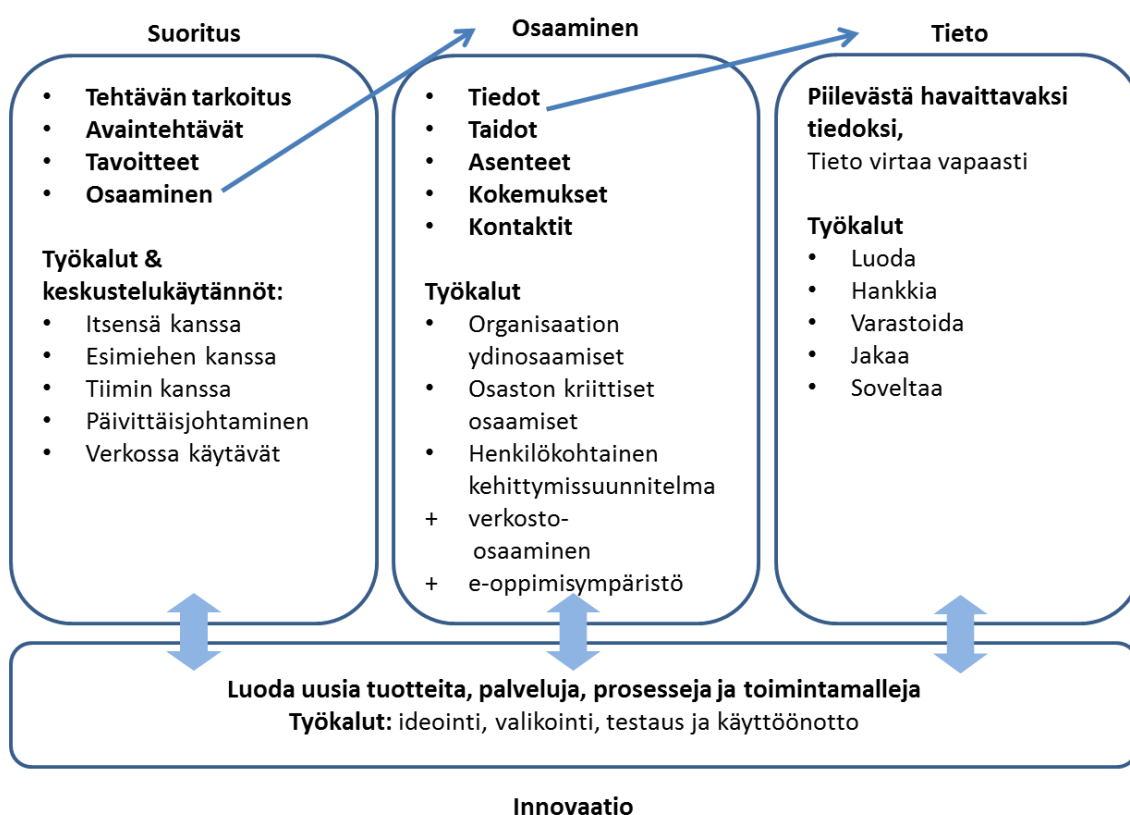 Suoritus
• Tehtävän tarkoitus
• Avaintehtävät
• Tavoitteet
• Osaaminen
Työkalut &
keskustelukäytännöt:
• Itsensä kanssa
• Esimiehen kanssa
• Tiimin kanssa
• Päivittäisjohtaminen
• Verkossa käytävät
Osaaminen
• Tiedot
• Taidot
• Asenteet
• Kokemukset
• Kontaktit
Työkalut
• Organisaation
ydinosaamiset
• Osaston kriittiset
osaamiset
• Henkilökohtainen
kehittymissuunnitelma
+ verkosto-
osaaminen
+ e-oppimisympäristö
Tieto
Piilevästä havaittavaksi
tiedoksi,
Tieto virtaa vapaasti
Työkalut
• Luoda
• Hankkia
• Varastoida
• Jakaa
• Soveltaa
Luoda uusia tuotteita, palveluja, prosesseja ja toimintamalleja
Työkalut: ideointi, valikointi, testaus ja käyttöönotto
Innovaatio